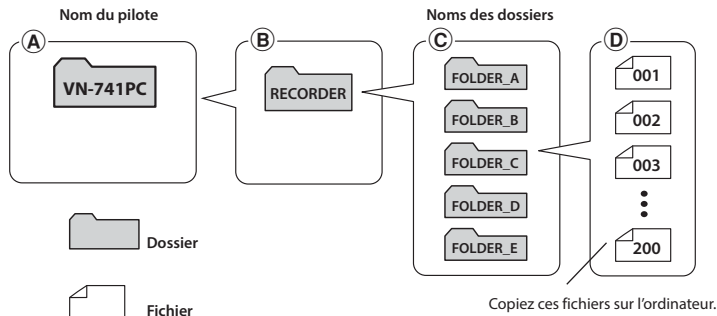 Nom du pilote
Noms des dossiers
A
B
C
D
VN-741PC
RECORDER
FOLDER_A
FOLDER_B
FOLDER_C
FOLDER_D
FOLDER_E
001
002
003
200
Dossier
Fichier
Copiez ces fichiers sur l'ordinateur.